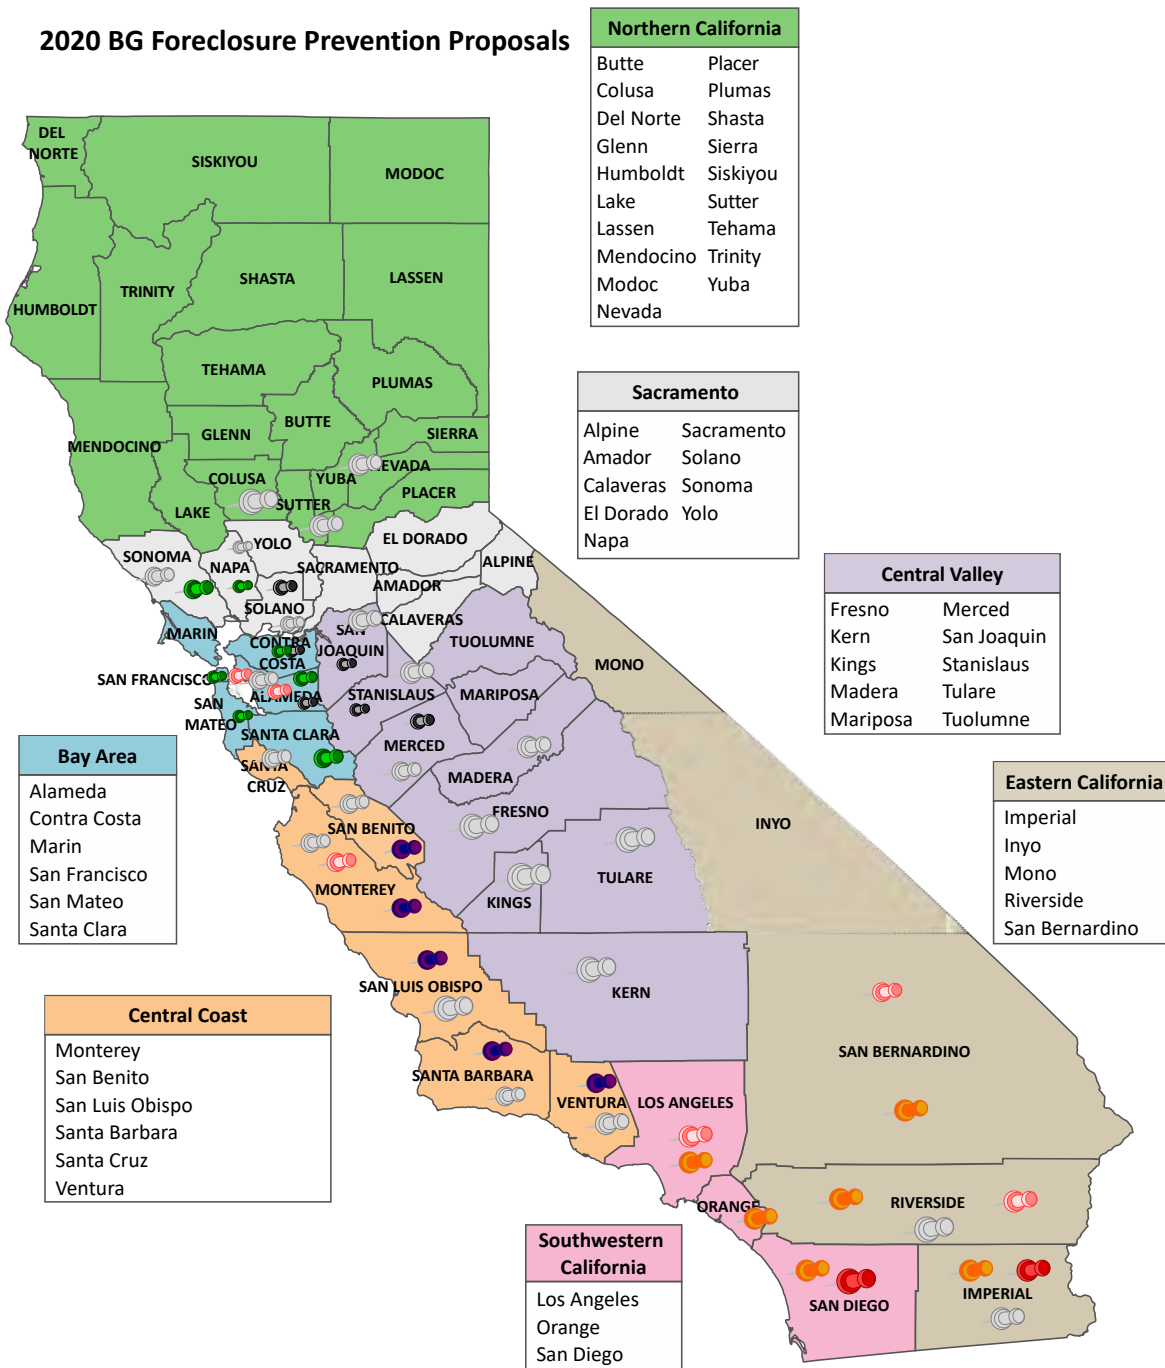 2020 BG Foreclosure Prevention Proposals
Northern California
Butte Placer
Colusa Plumas
Del Norte Shasta
Glenn Sierra
Humboldt Siskiyou
Lake Sutter
Lassen Tehama
Mendocino Trinity
Modoc Yuba
Nevada
DEL
NORTE
SISKIYOU
MODOC
HUMBOLDT
TRINITY
SHASTA
LASSEN
TEHAMA
PLUMAS
MENDOCINO
GLENN
BUTTE
SIERRA
COLUSA
YUBA
NEVADA
LAKE
SUTTER
PLACER
Sacramento
Alpine Sacramento
Amador Solano
Calaveras Sonoma
El Dorado Yolo
Napa
SONOMA
NAPA
YOLO
SACRAMENTO
EL DORADO
ALPINE
AMADOR
SOLANO
CALAVERAS
MARIN
CONTRA
COSTA
SAN
JOAQUIN
TUOLUMNE
MONO
SAN FRANCISCO
ALAMEDA
STANISLAUS
MARIPOSA
SAN
MATEO
SANTA CLARA
MERCED
SANTA
CRUZ
MADERA
FRESNO
INYO
Central Valley
Fresno Merced
Kern San Joaquin
Kings Stanislaus
Madera Tulare
Mariposa Tuolumne
Bay Area
Alameda
Contra Costa
Marin
San Francisco
San Mateo
Santa Clara
Eastern California
Imperial
Inyo
Mono
Riverside
San Bernardino
SAN BENITO
MONTEREY
KINGS
TULARE
SAN LUIS OBISPO
KERN
SAN BERNARDINO
SANTA BARBARA
VENTURA
LOS ANGELES
Central Coast
Monterey
San Benito
San Luis Obispo
Santa Barbara
Santa Cruz
Ventura
ORANGE
RIVERSIDE
SAN DIEGO
IMPERIAL
Southwestern
California
Los Angeles
Orange
San Diego